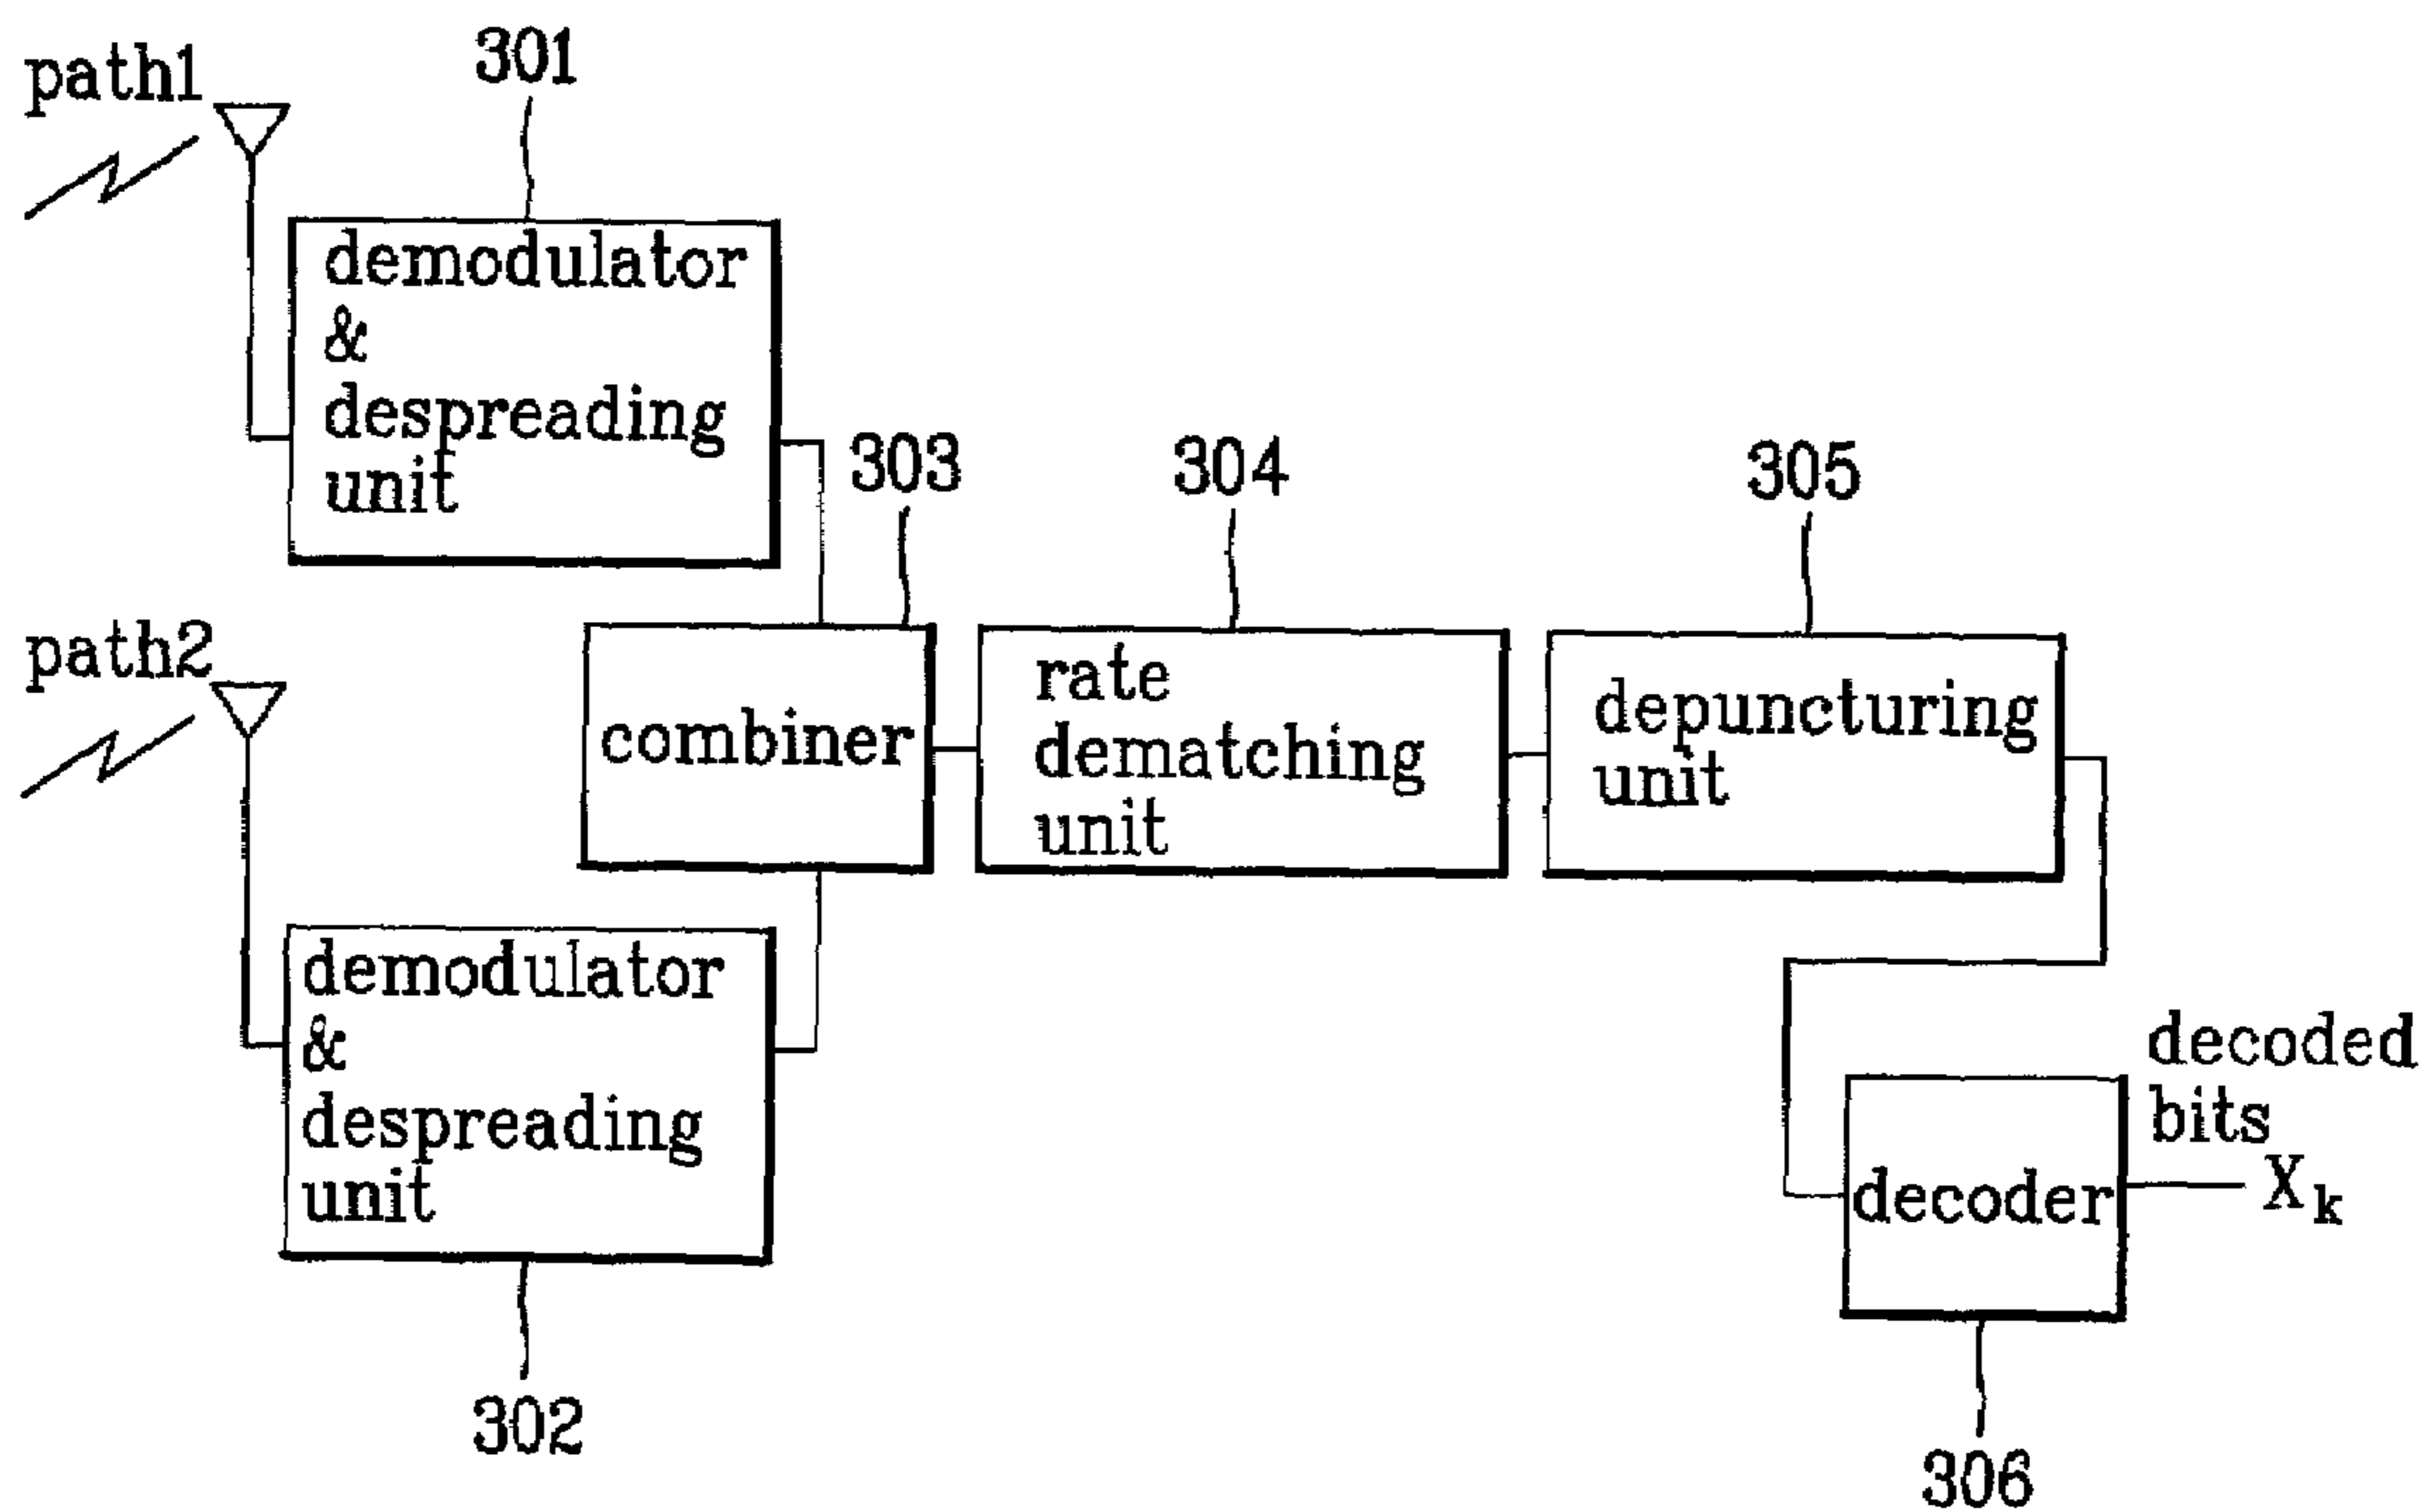 path1
301
demodulator
&
despreading
unit
303
304
305
path2
combiner
rate
dematching
unit
depuncturing
unit
demodulator
&
despreading
unit
302
decoder
decoded
bits
Xk
306